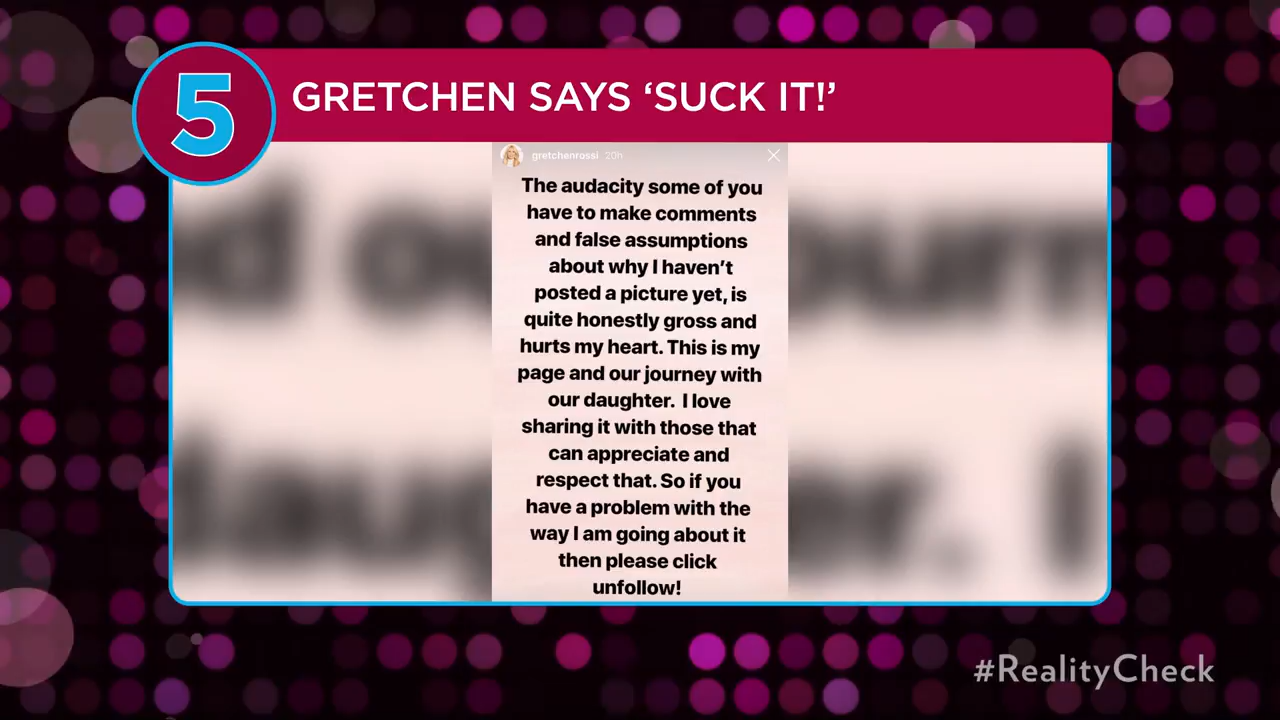 5
GRETCHEN SAYS ‘SUCK IT!’
gretchenrossi 20h
The audacity some of you
have to make comments
and false assumptions
about why I haven’t
posted a picture yet, is
quite honestly gross and
hurts my heart. This is my
page and our journey with
our daughter. I love
sharing it with those that
can appreciate and
respect that. So if you
have a problem with the
way I am going about it
then please click
unfollow!
#RealityCheck